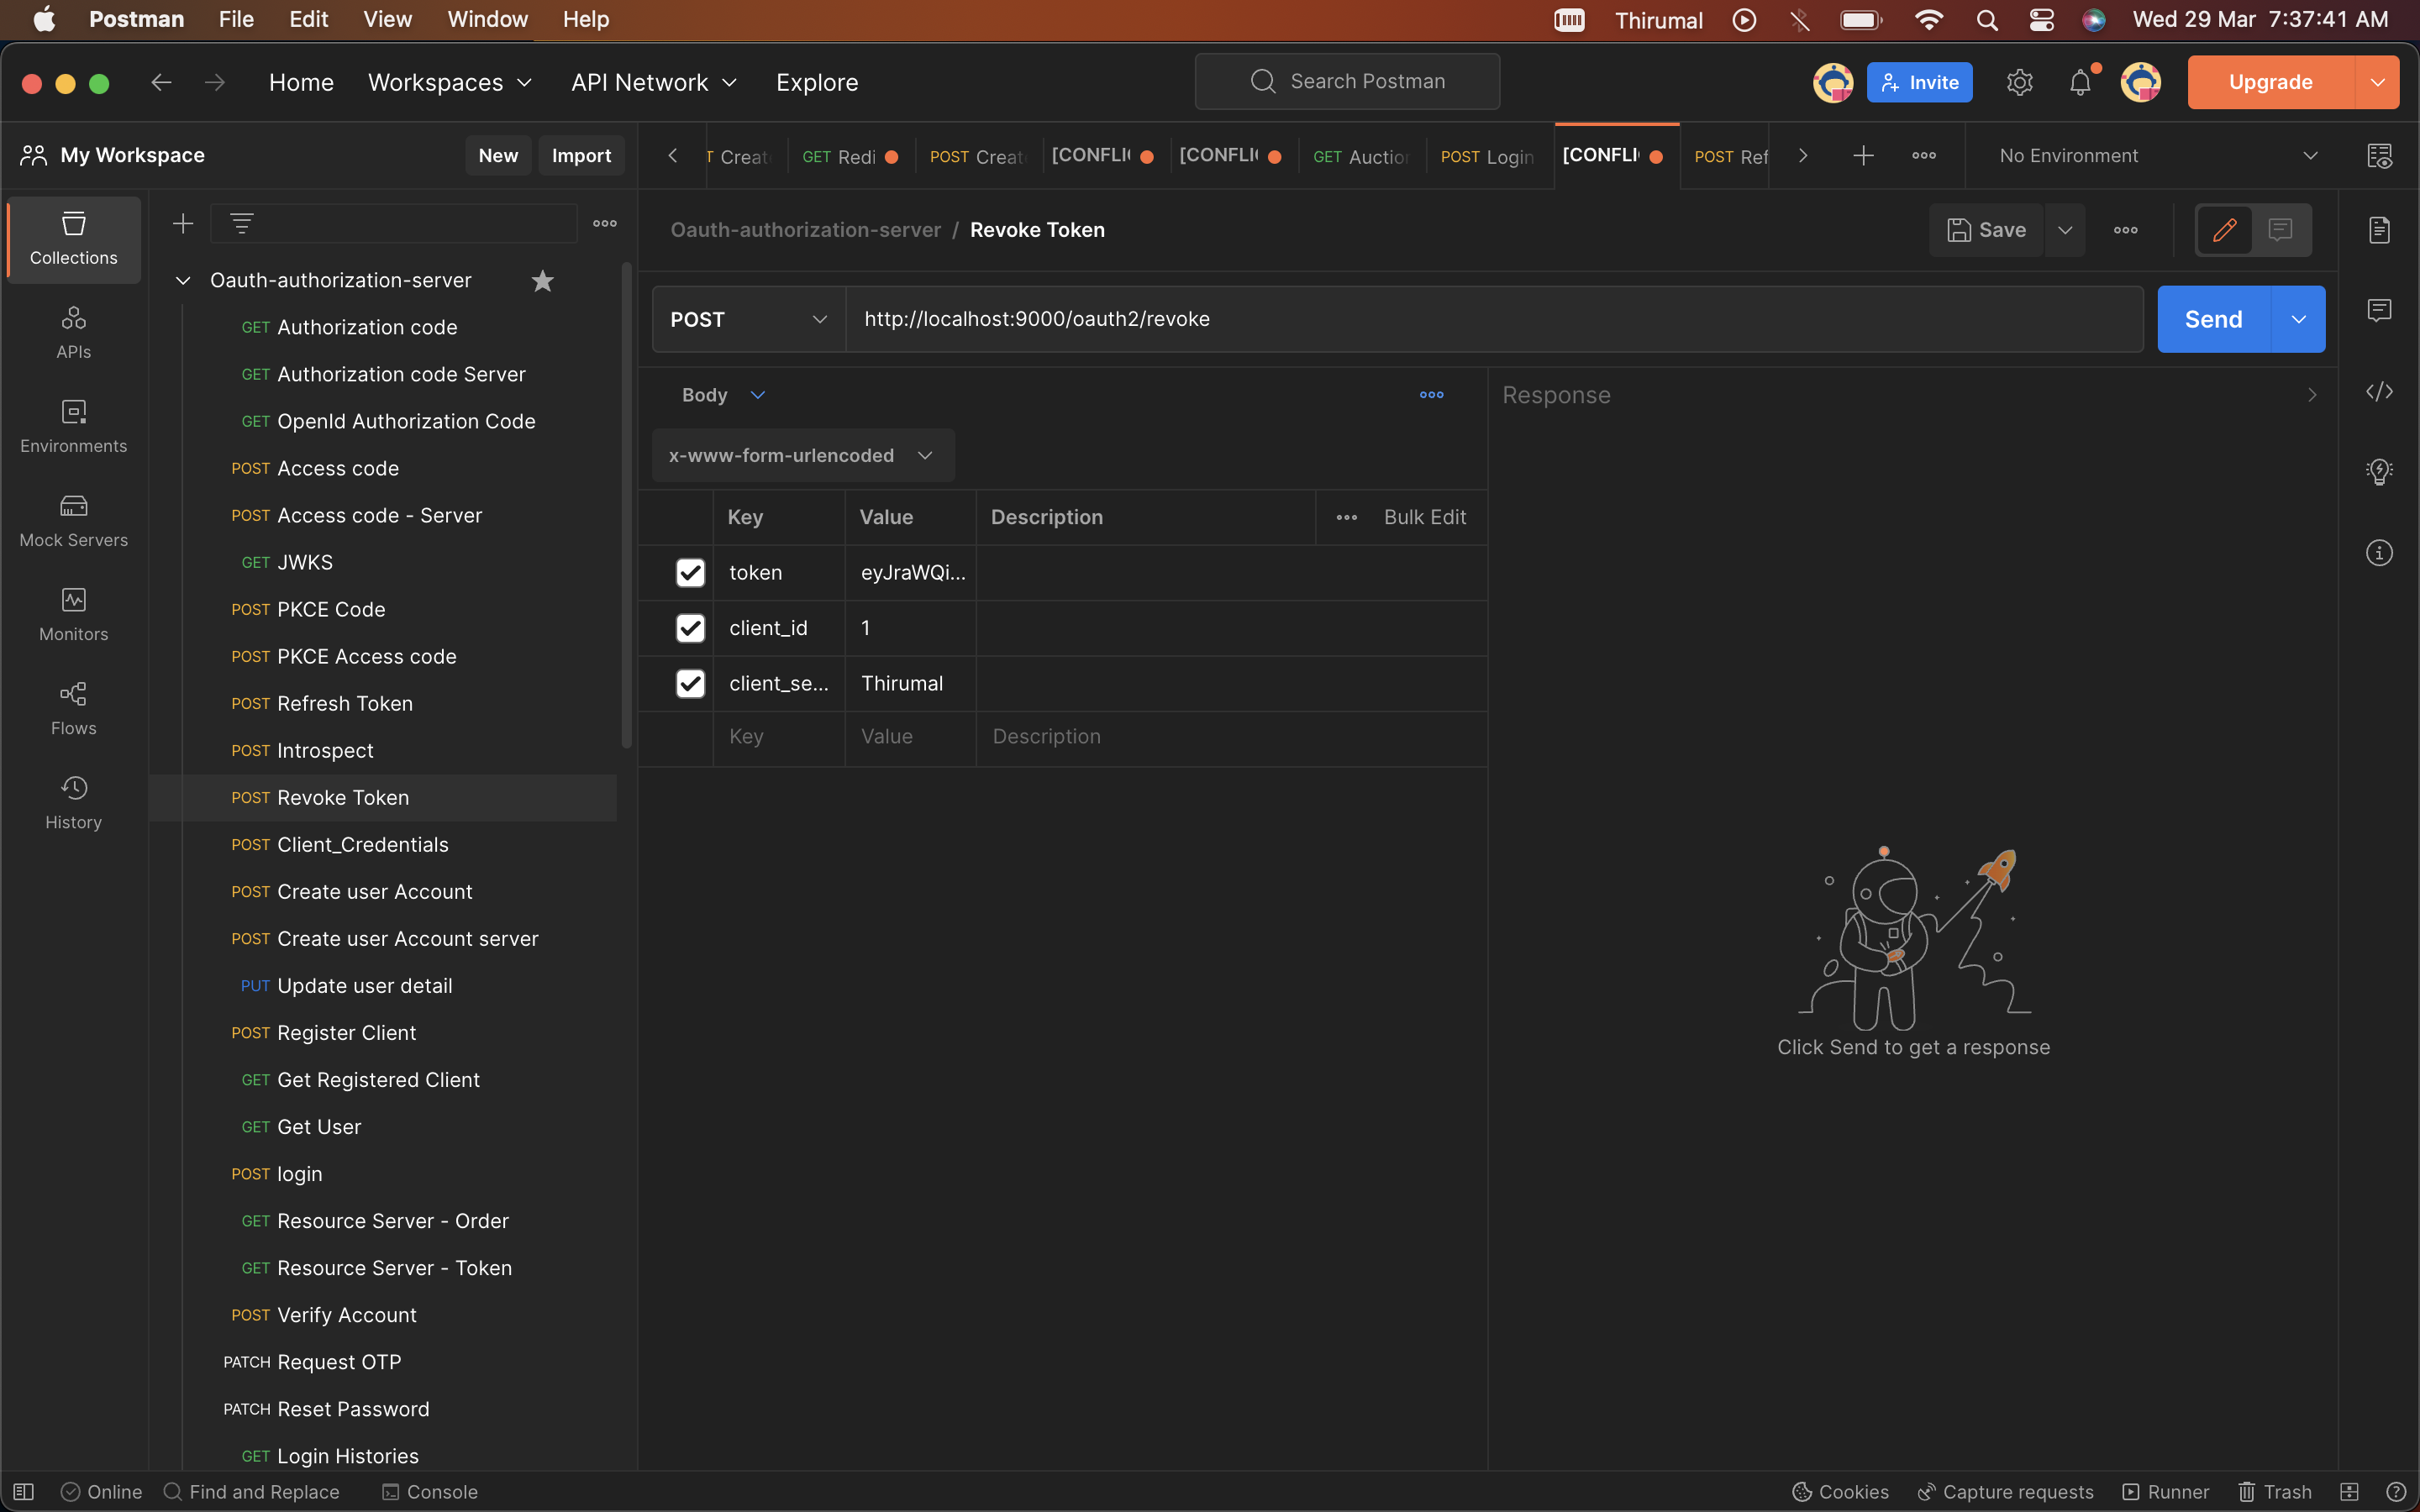 Postman File Edit View Window Help Thirumal Wed 29 Mar 7:37:41 AM
Home Workspaces API Network Explore Search Postman Invite Upgrade
My Workspace New Import
T Creat GET Redi POST Creat [CONFLI [CONFLI GET Auction POST Login [CONFLI POST Ref No Environment
Collections
APIs
Environments
Mock Servers
Monitors
Flows
History
Oauth-authorization-server
GET Authorization code
GET Authorization code Server
GET OpenId Authorization Code
POST Access code
POST Access code - Server
GET JWKS
POST PKCE Code
POST PKCE Access code
POST Refresh Token
POST Introspect
POST Revoke Token
POST Client_Credentials
POST Create user Account
POST Create user Account server
PUT Update user detail
POST Register Client
GET Get Registered Client
GET Get User
POST login
GET Resource Server - Order
GET Resource Server - Token
POST Verify Account
PATCH Request OTP
PATCH Reset Password
GET Login Histories
Oauth-authorization-server / Revoke Token Save
POST http://localhost:9000/oauth2/revoke Send
Body
x-www-form-urlencoded
Key Value Description Bulk Edit
token eyJraWQi...
client_id 1
client_se... Thirumal
Key Value Description
Response
Click Send to get a response
Online Find and Replace Console Cookies Capture requests Runner Trash